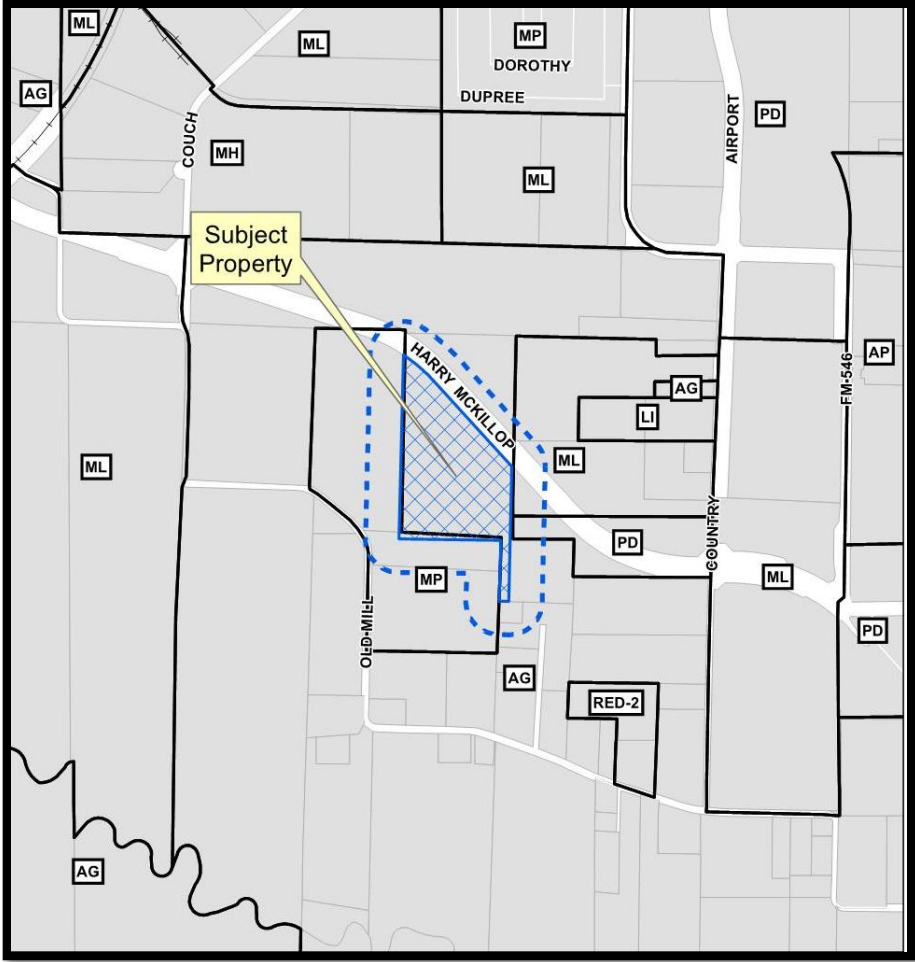 ML
ML
MP
DOROTHY
AG
DUPREE
PD
AIRPORT
COUCH
MH
ML
Subject
Property
HARRY MCKILLOP
AP
FM-546
AG
LI
ML
ML
COUNTRY
PD
ML
MP
OLD MILL
PD
AG
RED-2
AG